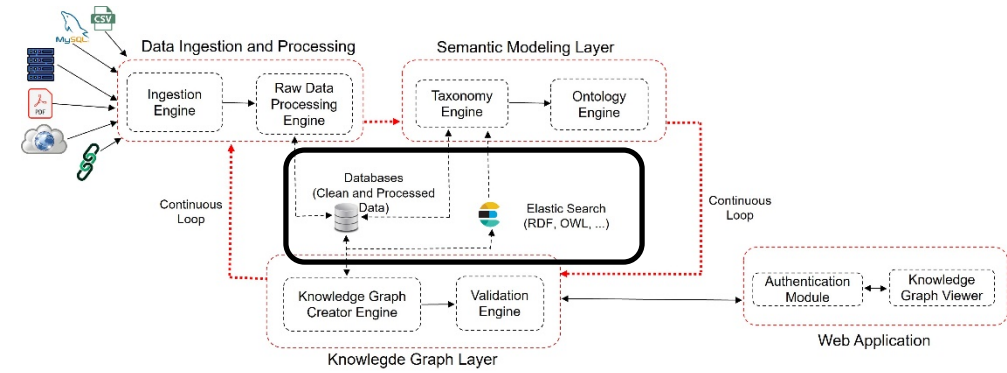 CSV
MySQL
PDF
Data Ingestion and Processing
Ingestion
Engine
Raw Data
Processing
Engine
Semantic Modeling Layer
Taxonomy
Engine
Ontology
Engine
Continuous
Loop
Databases
(Clean and Processed
Data)
Elastic Search
(RDF, OWL, ...)
Continuous
Loop
Knowledge Graph
Creator Engine
Validation
Engine
Knowlegde Graph Layer
Authentication
Module
Knowledge
Graph Viewer
Web Application